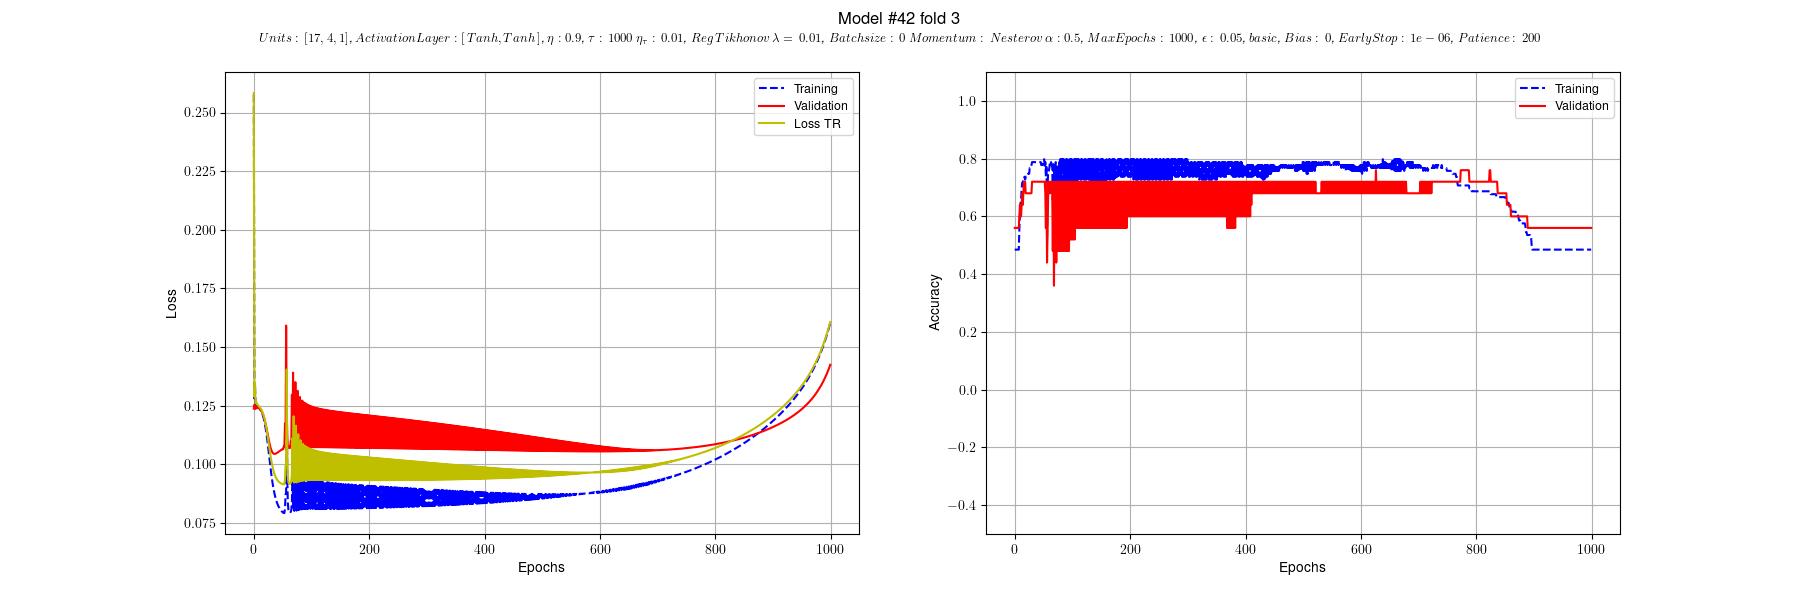 Model #42 fold 3
Units : [17, 4, 1], ActivationLayer : [Tanh, Tanh], η : 0.9, τ : 1000 ητ : 0.01, RegTikhonov λ = 0.01, Batchsize : 0 Momentum : Nesterov α : 0.5, MaxEpochs : 1000, ϵ : 0.05, basic, Bias : 0, EarlyStop : 1e − 06, Patience : 200
Training
Validation
Loss TR
0.250
0.225
0.200
0.175
0.150
0.125
0.100
0.075
Loss
0 200 400 600 800 1000
Epochs
Training
Validation
1.0
0.8
0.6
0.4
0.2
0.0
−0.2
−0.4
Accuracy
0 200 400 600 800 1000
Epochs